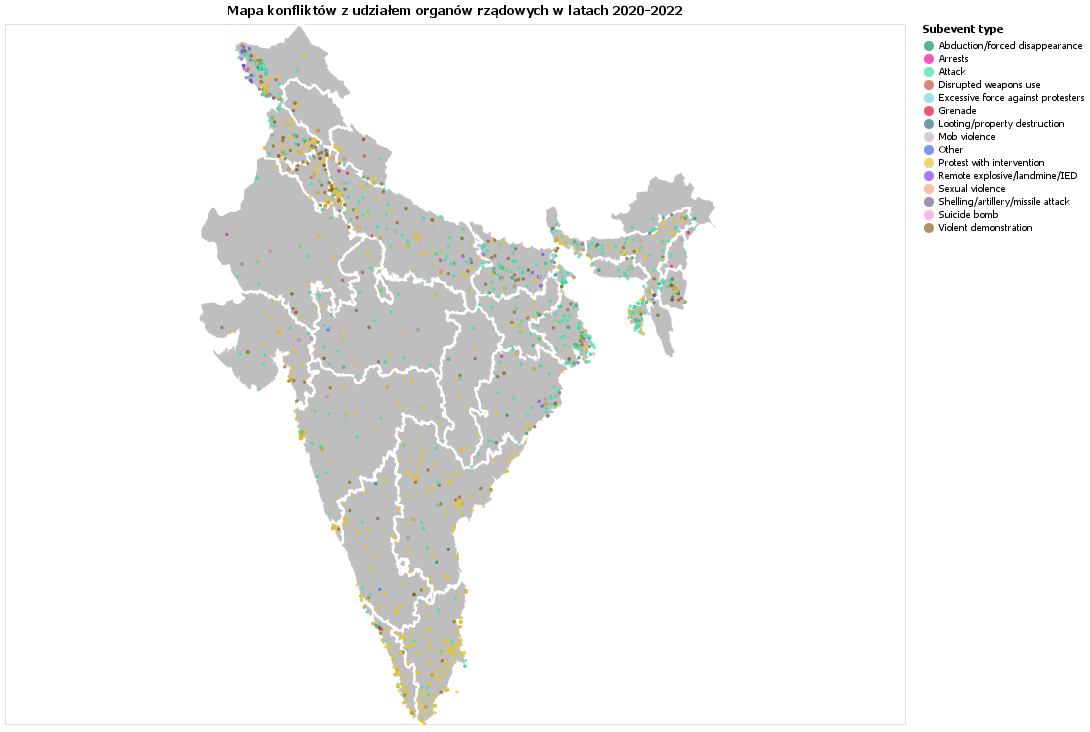 Mapa konfliktów z udziałem organów rządowych w latach 2020-2022
Subevent type
Abduction/forced disappearance
Arrests
Attack
Disrupted weapons use
Excessive force against protesters
Grenade
Looting/property destruction
Mob violence
Other
Protest with intervention
Remote explosive/landmine/IED
Sexual violence
Shelling/artillery/missile attack
Suicide bomb
Violent demonstration